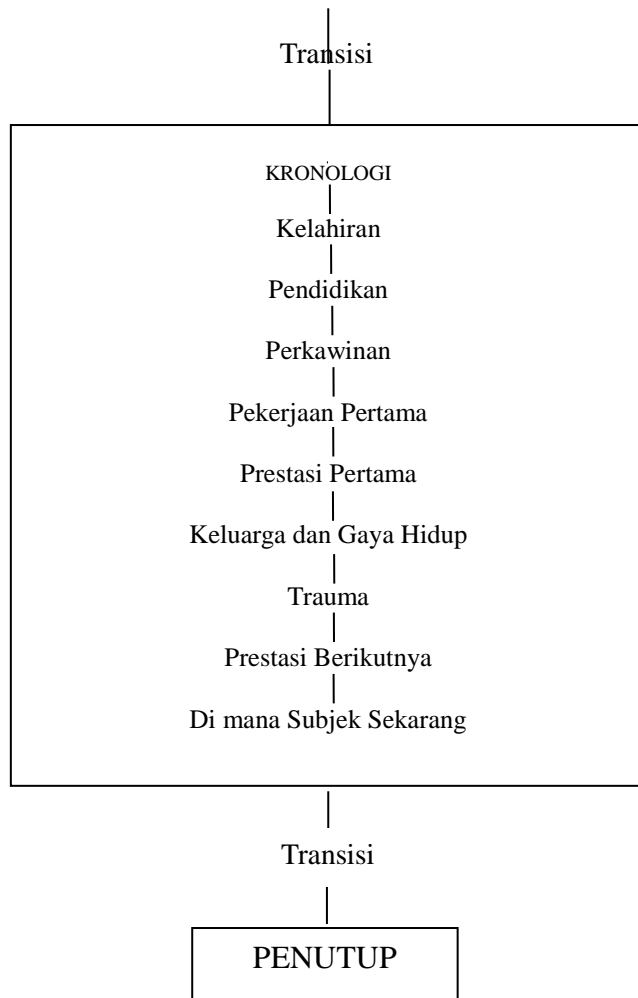 Transisi
KRONOLOGI
Kelahiran
Pendidikan
Perkawinan
Pekerjaan Pertama
Prestasi Pertama
Keluarga dan Gaya Hidup
Trauma
Prestasi Berikutnya
Di mana Subjek Sekarang
Transisi
PENUTUP